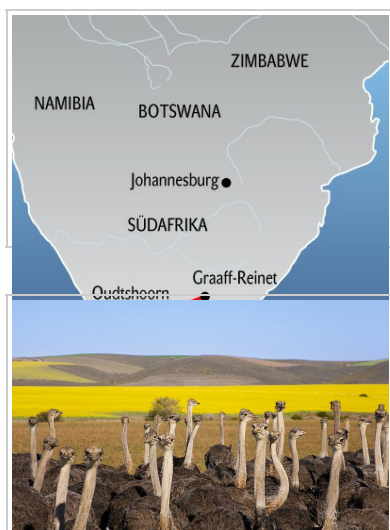 ZIMBABWE
NAMIBIA
BOTSWANA
Johannesburg
SÜDAFRIKA
Graaff-Reinet
Oudtshoorn